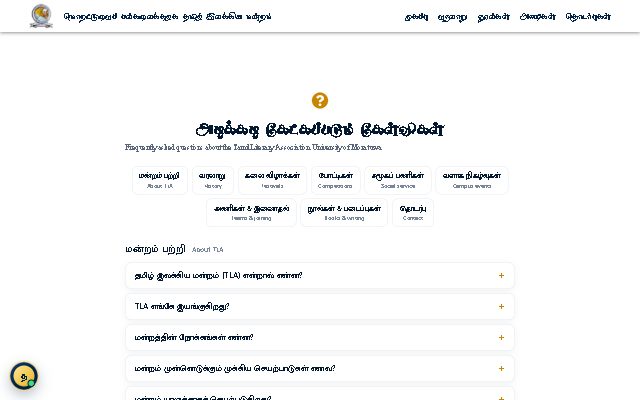 மொறட்டுவைப் பல்கலைக்கழக தமிழ் இலக்கிய மன்றம்
முகப்பு வரலாறு நூல்கள் அணிகள் தொடர்புகள்
?
அடிக்கடி கேட்கப்படும் கேள்விகள்
Frequently asked questions about the Tamil Literary Association, University of Moratuwa.
மன்றம் பற்றி வரலாறு கலை விழாக்கள் போட்டிகள் சமூகப் பணிகள் வளாக நிகழ்வுகள்
About TLA History Festivals Competitions Social service Campus events
அணிகள் & இணைதல் நூல்கள் & படைப்புகள் தொடர்பு
Teams & joining Books & writing Contact
மன்றம் பற்றி About TLA
தமிழ் இலக்கிய மன்றம் (TLA) என்றால் என்ன? +
TLA எங்கே இயங்குகிறது? +
மன்றத்தின் நோக்கங்கள் என்ன? +
மன்றம் முன்னெடுக்கும் முக்கிய செயற்பாடுகள் எவை? +